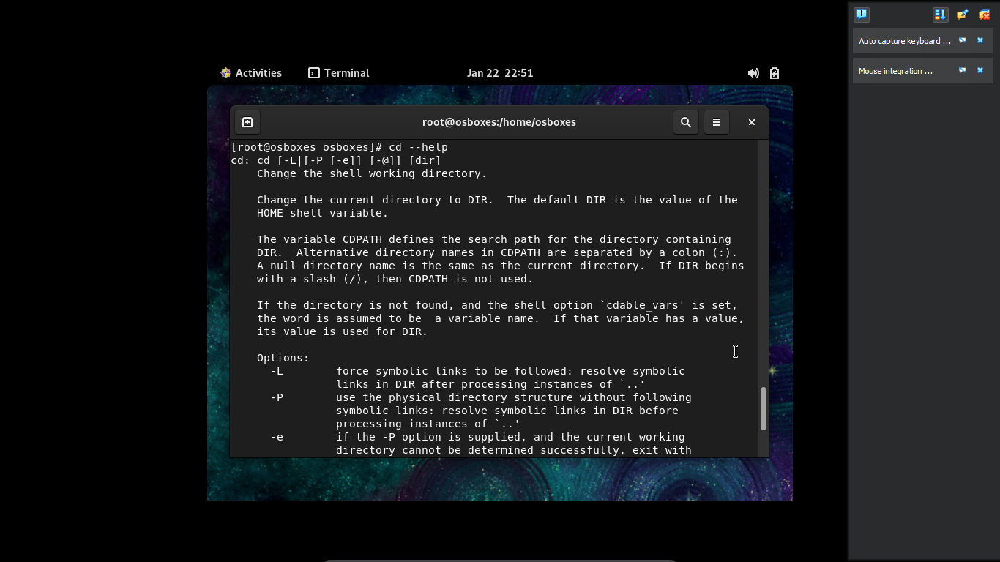 Activities Terminal Jan 22 22:51
Auto capture keyboard ...
Mouse integration ...
root@osboxes:/home/osboxes
[root@osboxes osboxes]# cd --help
cd: cd [-L|[-P [-e]] [-@]] [dir]
    Change the shell working directory.

    Change the current directory to DIR.  The default DIR is the value of the
    HOME shell variable.

    The variable CDPATH defines the search path for the directory containing
    DIR.  Alternative directory names in CDPATH are separated by a colon (:).
    A null directory name is the same as the current directory.  If DIR begins
    with a slash (/), then CDPATH is not used.

    If the directory is not found, and the shell option `cdable_vars' is set,
    the word is assumed to be  a variable name.  If that variable has a value,
    its value is used for DIR.

    Options:
      -L        force symbolic links to be followed: resolve symbolic
                links in DIR after processing instances of `..'
      -P        use the physical directory structure without following
                symbolic links: resolve symbolic links in DIR before
                processing instances of `..'
      -e        if the -P option is supplied, and the current working
                directory cannot be determined successfully, exit with